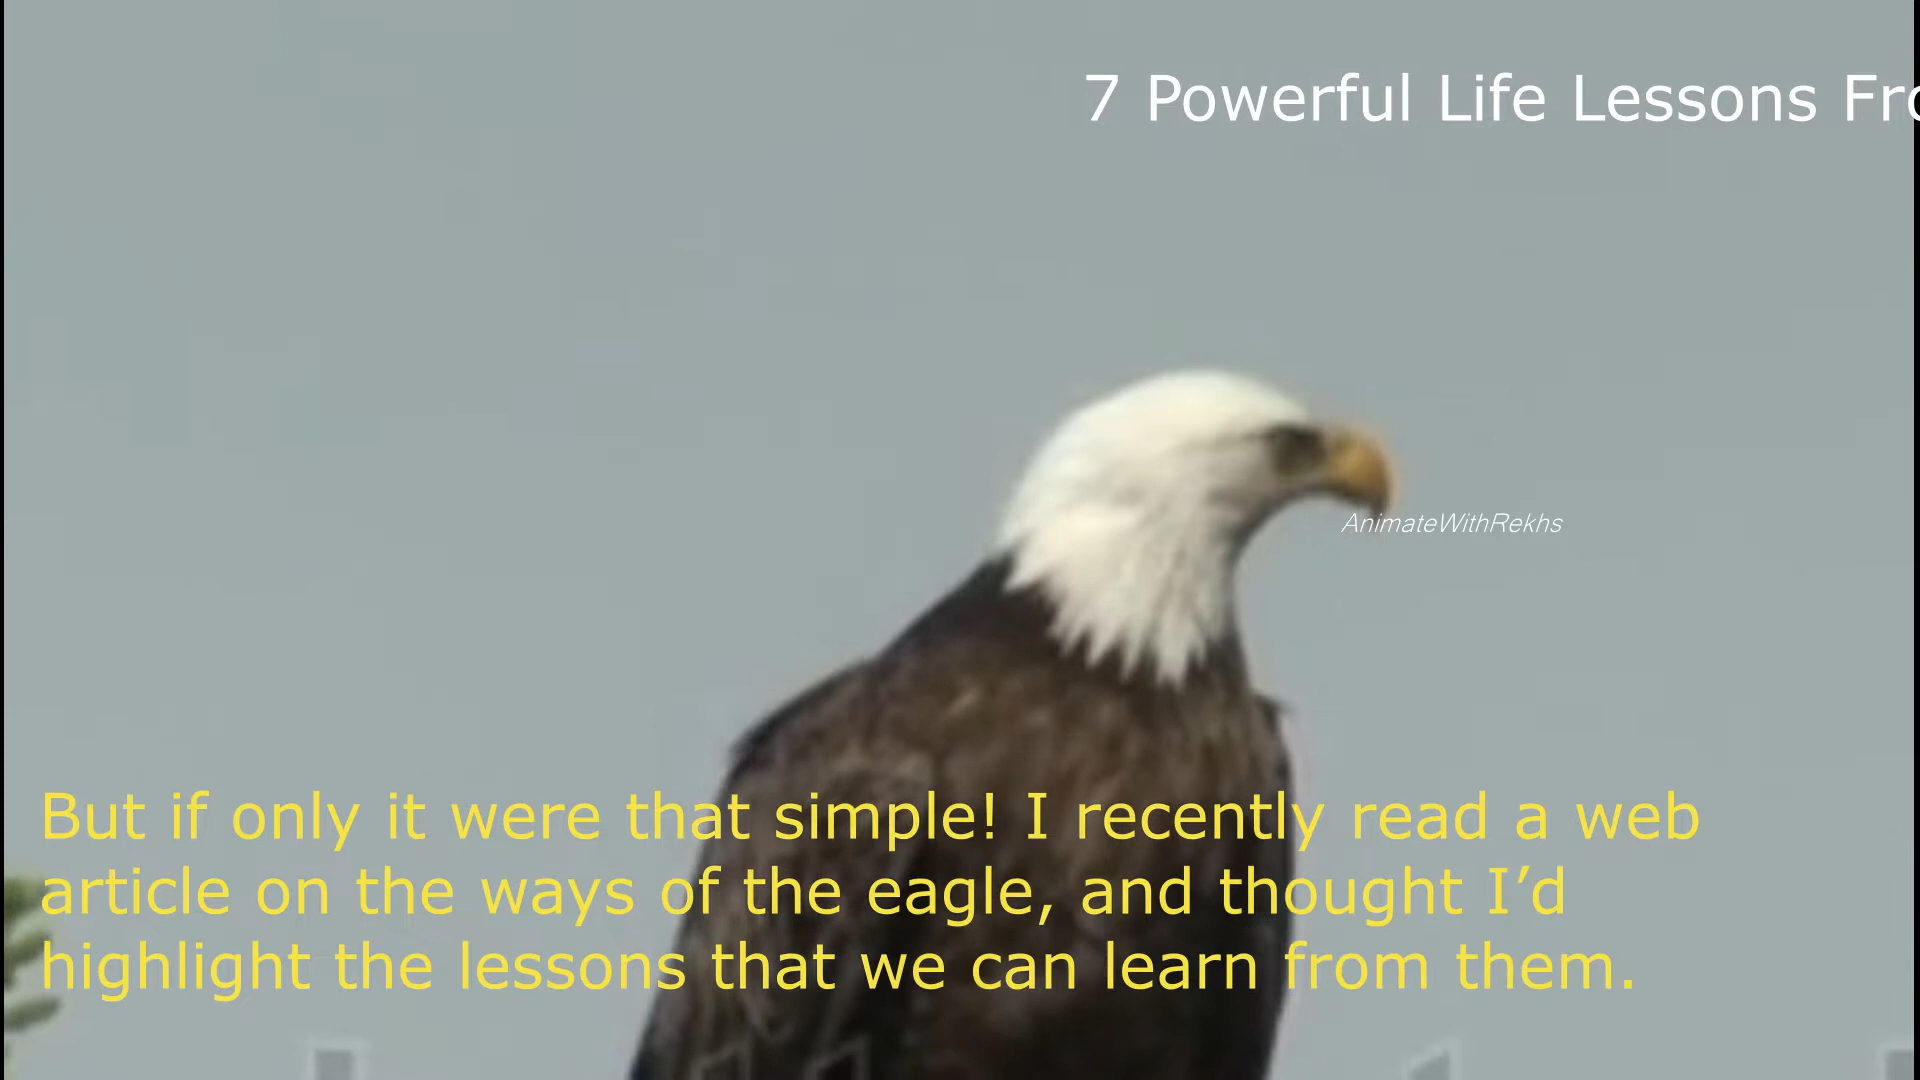 7 Powerful Life Lessons Fro
AnimateWithRekhs
But if only it were that simple! I recently read a web
article on the ways of the eagle, and thought I’d
highlight the lessons that we can learn from them.